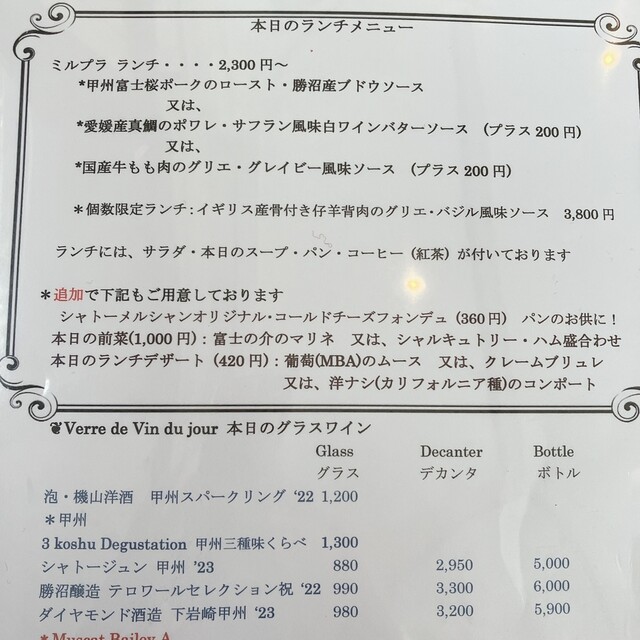 本日のランチメニュー
ミルプラ ランチ・・・・2,300円～
*甲州富士桜ポークのロースト・勝沼産ブドウソース
又は、
*愛媛産真鯛のポワレ・サフラン風味白ワインバターソース （プラス200円）
又は、
*国産牛もも肉のグリエ・グレイビー風味ソース （プラス200円）
＊個数限定ランチ：イギリス産骨付き仔羊背肉のグリエ・バジル風味ソース 3,800円
ランチには、サラダ・本日のスープ・パン・コーヒー（紅茶）が付いております
＊追加で下記もご用意しております
シャトーメルシャンオリジナル・コールドチーズフォンデュ（360円） パンのお供に！
本日の前菜(1,000円)：富士の介のマリネ 又は、シャルキュトリー・ハム盛合わせ
本日のランチデザート（420円）：葡萄(MBA)のムース 又は、クレームブリュレ
又は、洋ナシ(カリフォルニア種)のコンポート
❦Verre de Vin du jour 本日のグラスワイン
Glass Decanter Bottle
グラス デカンタ ボトル
泡・機山洋酒 甲州スパークリング ‘22 1,200
＊甲州
3 koshu Degustation 甲州三種味くらべ 1,300
シャトージュン 甲州 ’23 880 2,950 5,000
勝沼醸造 テロワールセレクション祝 ‘22 990 3,300 6,000
ダイヤモンド酒造 下岩崎甲州 ‘23 980 3,200 5,900
*Muscat Bailey A